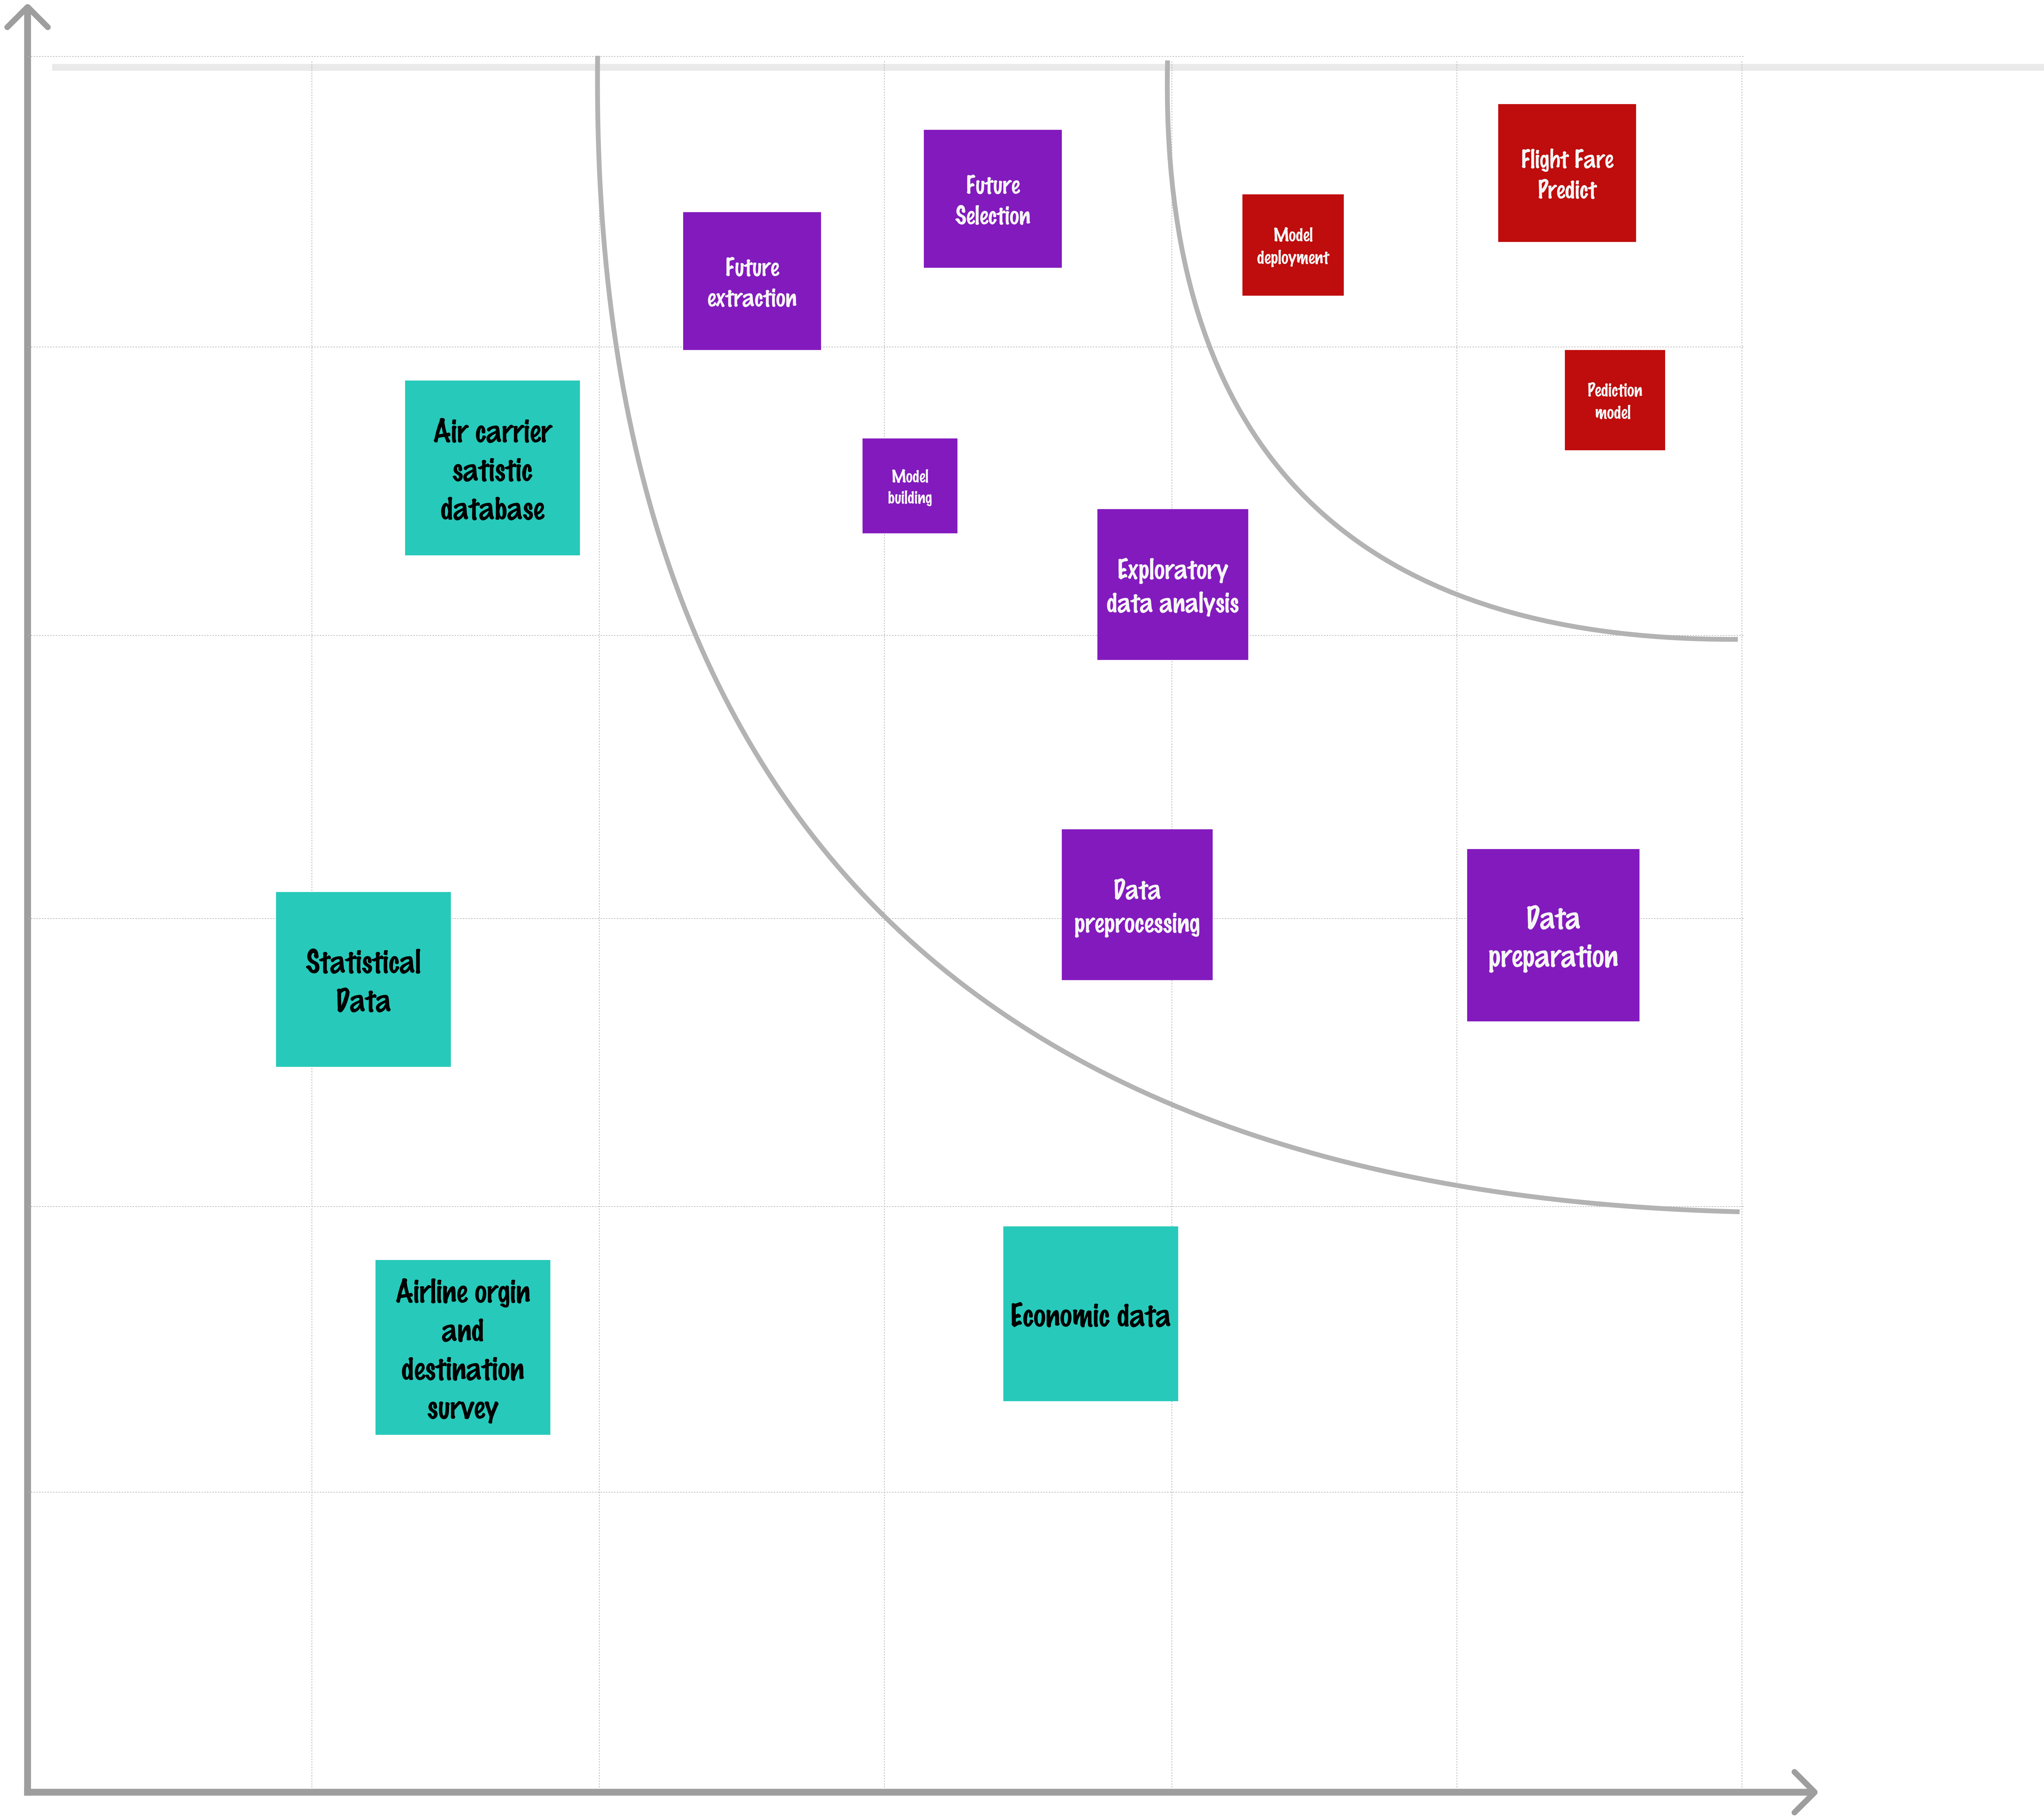 Flight Fare
Predict
Future
Selection
Model
deployment
Future
extraction
Pediction
model
Air carrier
satistic
database
Model
building
Exploratory
data analysis
Data
preprocessing
Data
preparation
Statistical
Data
Airline orgin
and
destination
survey
Economic data